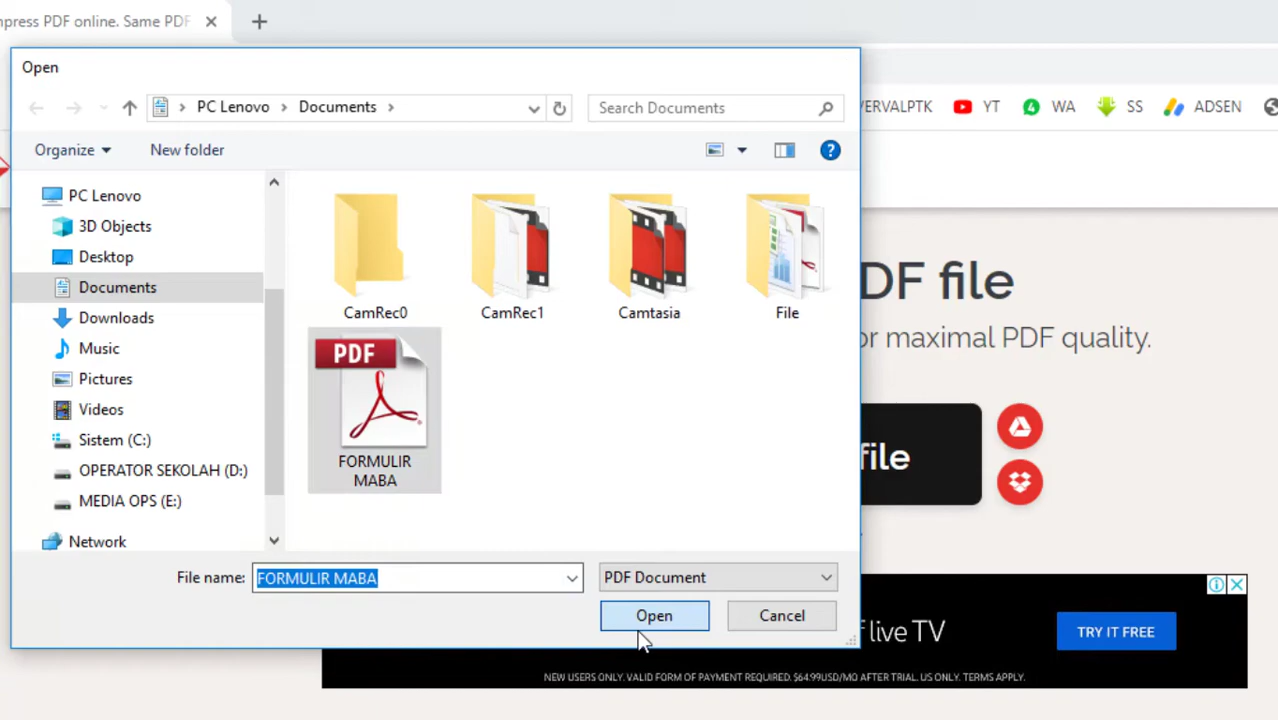 press PDF online. Same PDF
Open
PC Lenovo
Documents
Search Documents
ERVALPTK
YT
4
WA
SS
ADSEN
Organize
New folder
?
PC Lenovo
3D Objects
Desktop
Documents
Downloads
Music
Pictures
Videos
Sistem (C:)
OPERATOR SEKOLAH (D:)
MEDIA OPS (E:)
Network
CamRec0
CamRec1
Camtasia
File
PDF
FORMULIR
MABA
DF file
or maximal PDF quality.
file
File name:
FORMULIR MABA
PDF Document
Open
Cancel
f live TV
TRY IT FREE
NEW USERS ONLY. VALID FORM OF PAYMENT REQUIRED. $64.99USD/MO AFTER TRIAL. US ONLY. TERMS APPLY.